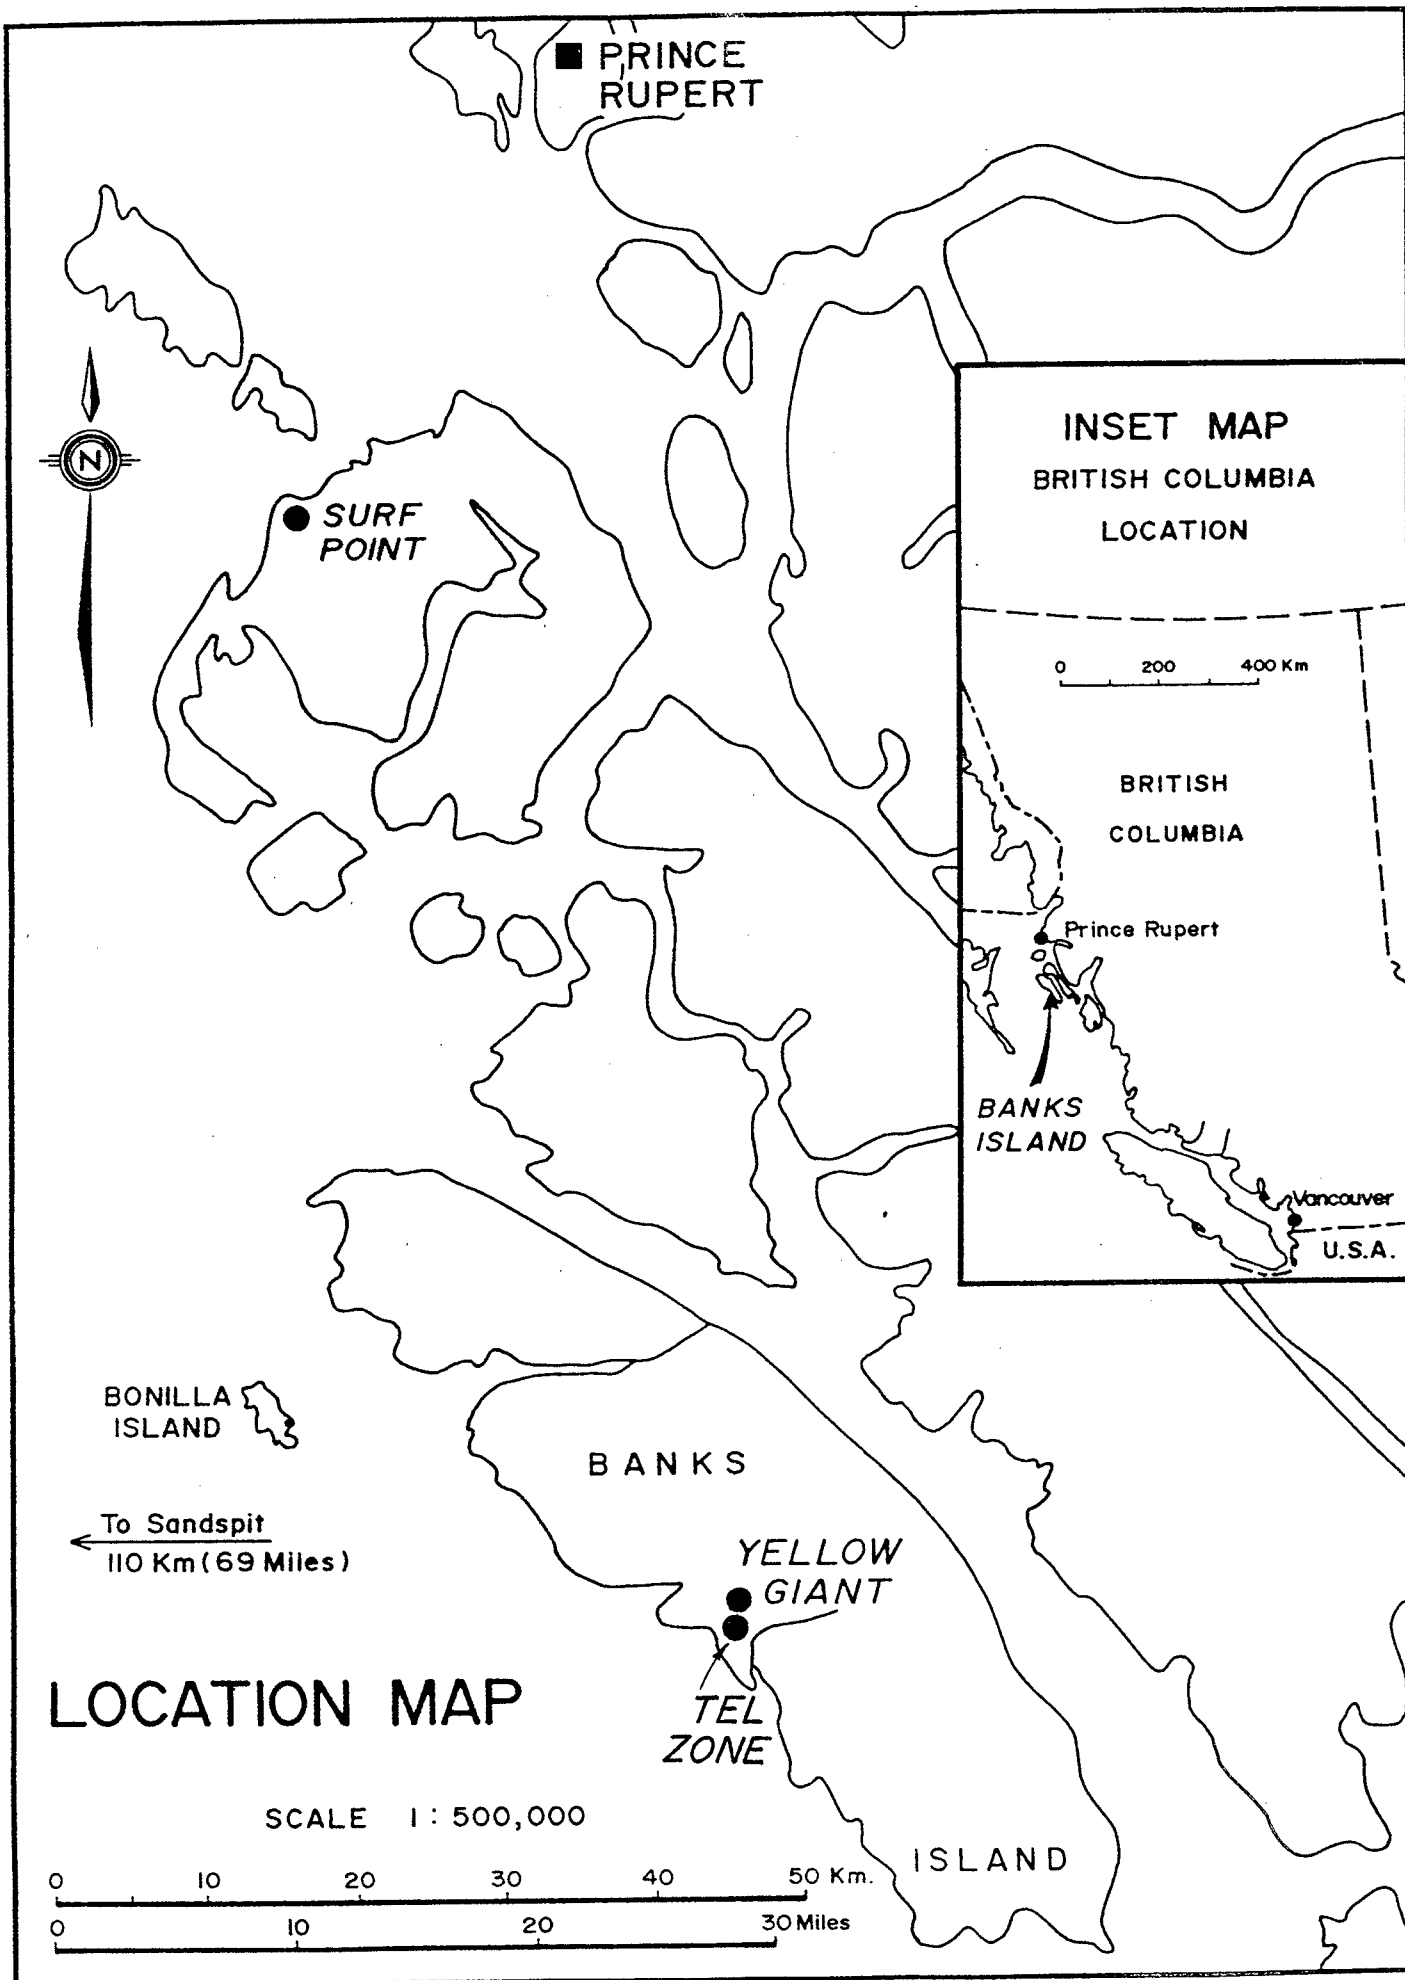 PRINCE
RUPERT
N
SURF
POINT
INSET MAP
BRITISH COLUMBIA
LOCATION
0 200 400 Km
BRITISH
COLUMBIA
Prince Rupert
BANKS
ISLAND
Vancouver
U.S.A.
BONILLA
ISLAND
BANKS
To Sandspit
110 Km (69 Miles)
YELLOW
GIANT
TEL
ZONE
LOCATION MAP
SCALE 1 : 500,000
ISLAND
0 10 20 30 40 50 Km.
0 10 20 30 Miles